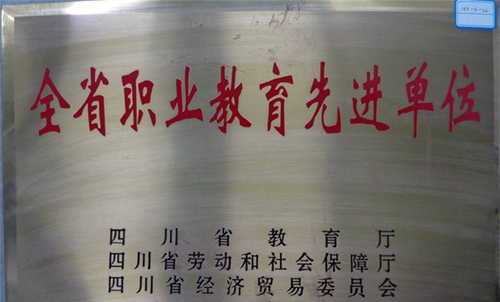 全省职业教育先进单位
四川省教育厅
四川省劳动和社会保障厅
四川省经济贸易委员会